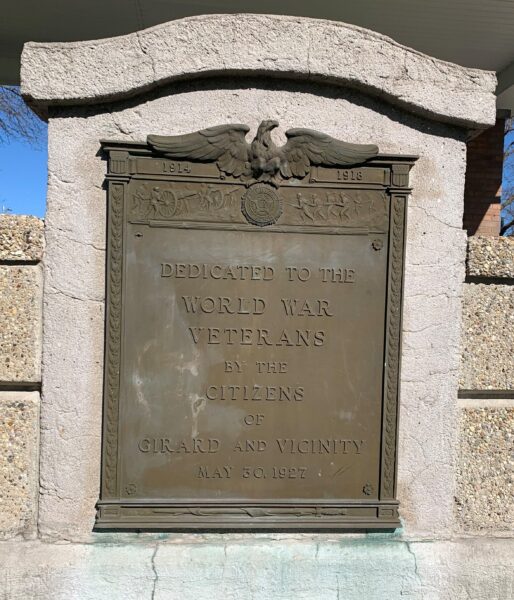 1914 1918
DEDICATED TO THE
WORLD WAR
VETERANS
BY THE
CITIZENS
OF
GIRARD AND VICINITY
MAY 30, 1927